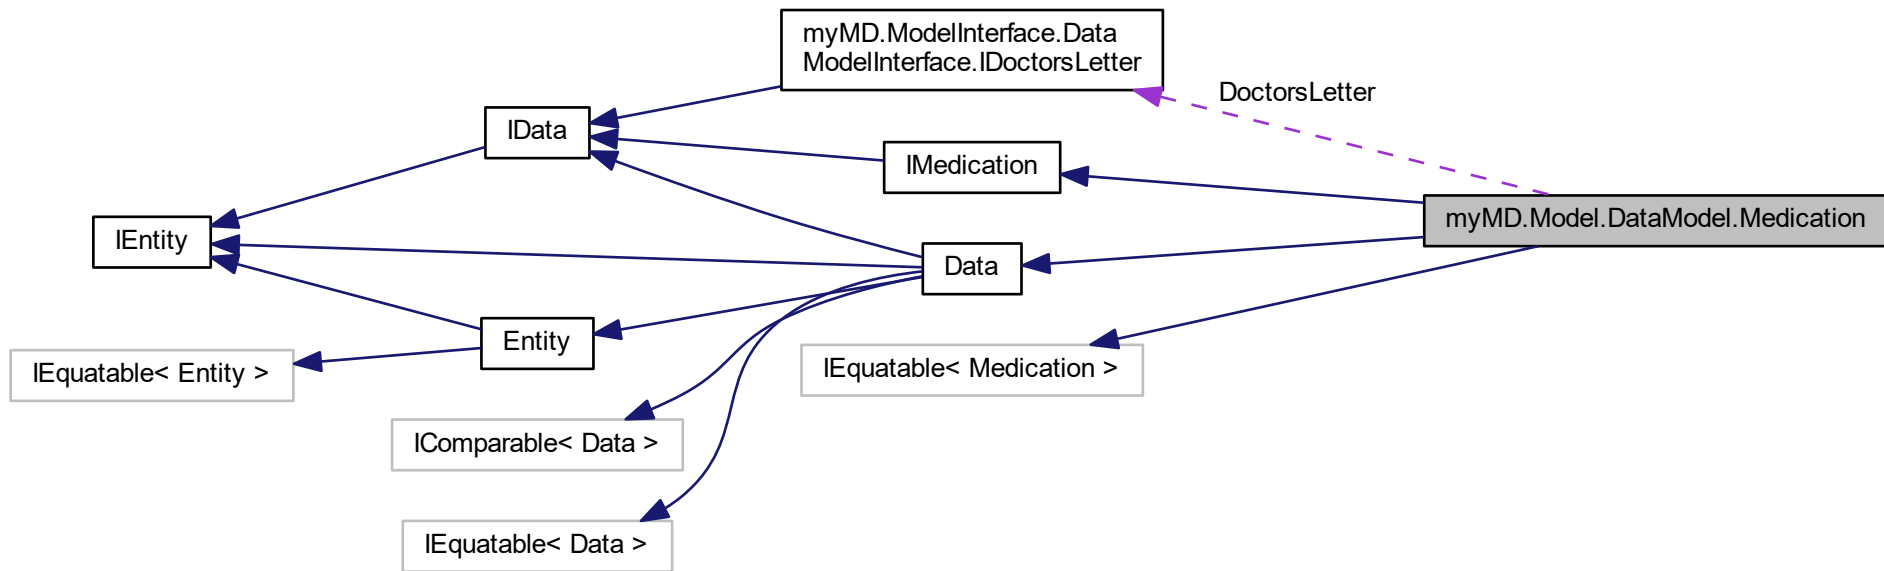 myMD.ModelInterface.Data
ModelInterface.IDoctorsLetter
DoctorsLetter
IData
IMedication
myMD.Model.DataModel.Medication
IEntity
Data
Entity
IEquatable< Entity >
IEquatable< Medication >
IComparable< Data >
IEquatable< Data >